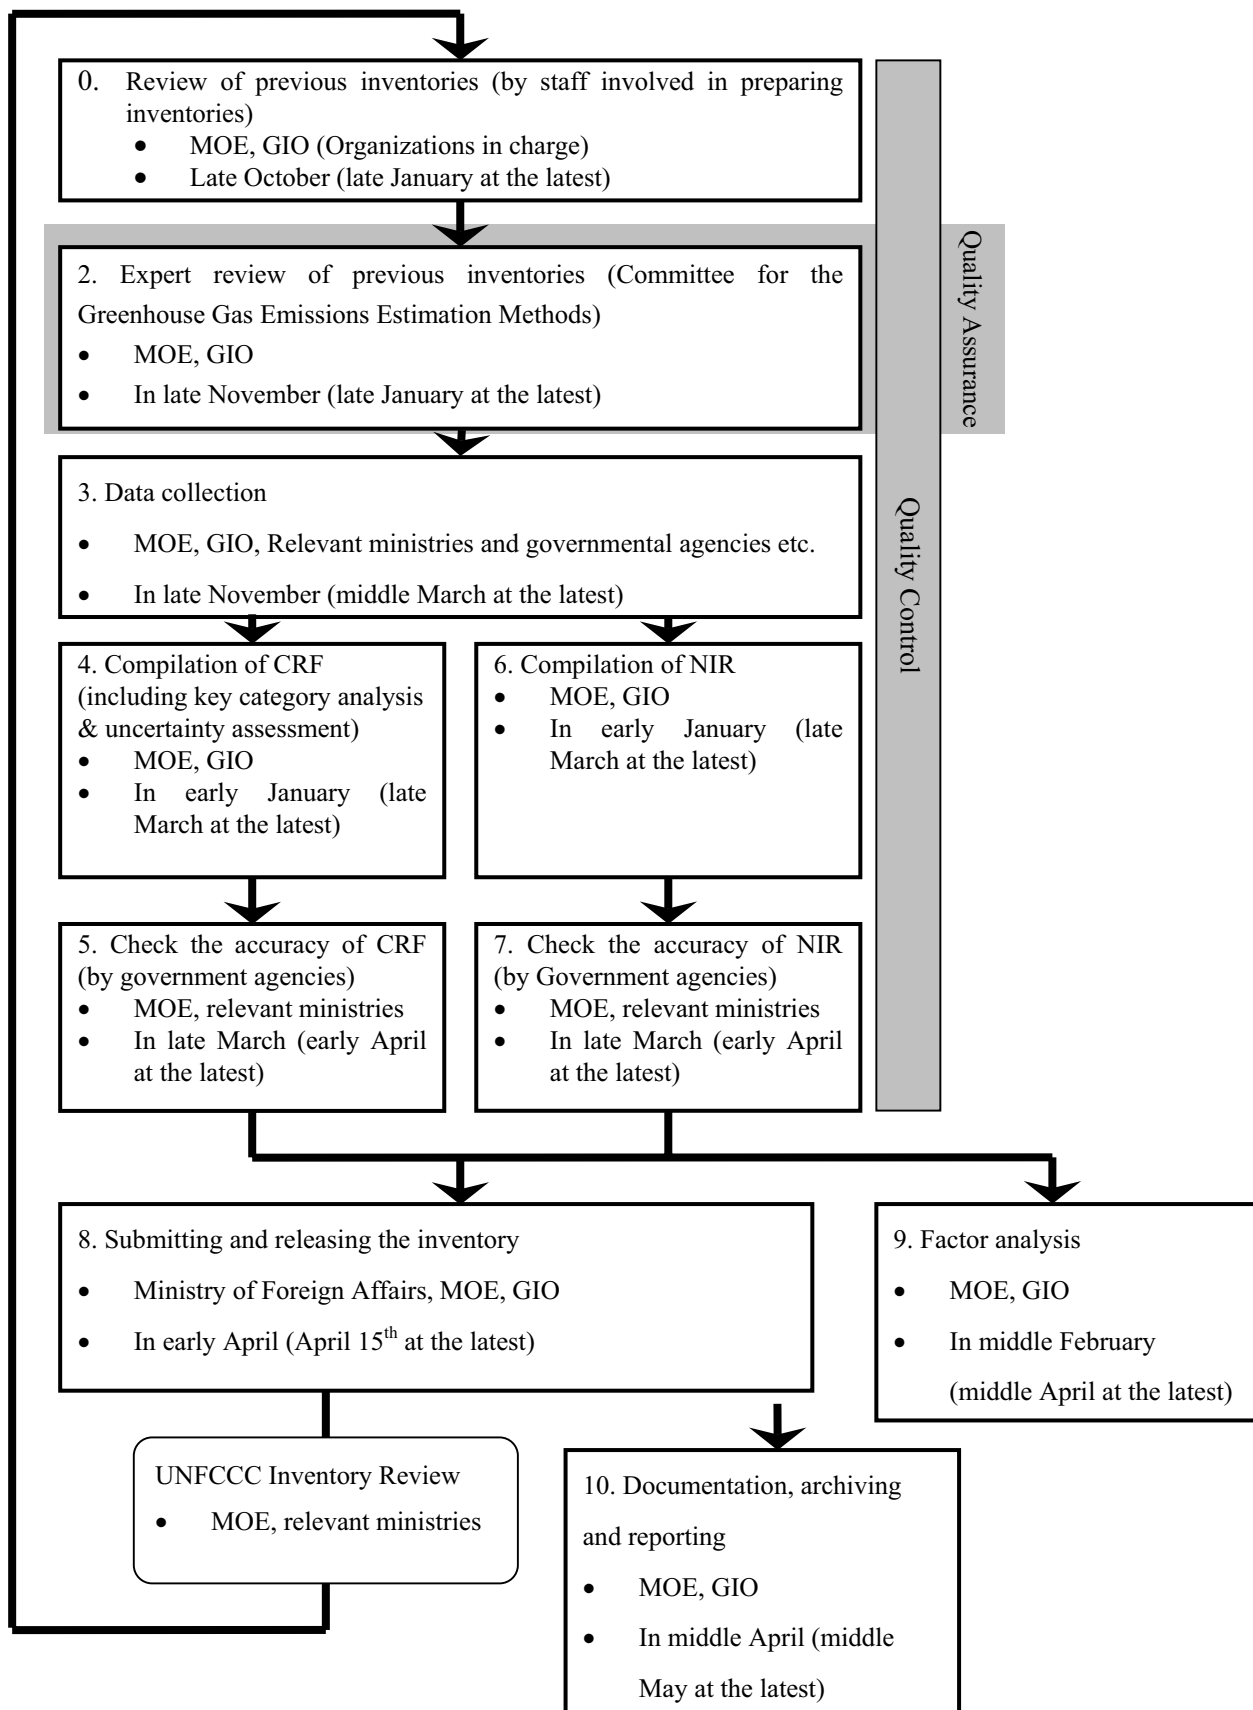 0. Review of previous inventories (by staff involved in preparing
inventories)
• MOE, GIO (Organizations in charge)
• Late October (late January at the latest)
2. Expert review of previous inventories (Committee for the
Greenhouse Gas Emissions Estimation Methods)
• MOE, GIO
• In late November (late January at the latest)
Quality Assurance
Quality Control
3. Data collection
• MOE, GIO, Relevant ministries and governmental agencies etc.
• In late November (middle March at the latest)
4. Compilation of CRF
(including key category analysis
& uncertainty assessment)
• MOE, GIO
• In early January (late
March at the latest)
6. Compilation of NIR
• MOE, GIO
• In early January (late
March at the latest)
5. Check the accuracy of CRF
(by government agencies)
• MOE, relevant ministries
• In late March (early April
at the latest)
7. Check the accuracy of NIR
(by Government agencies)
• MOE, relevant ministries
• In late March (early April
at the latest)
8. Submitting and releasing the inventory
• Ministry of Foreign Affairs, MOE, GIO
• In early April (April 15th at the latest)
9. Factor analysis
• MOE, GIO
• In middle February
(middle April at the latest)
UNFCCC Inventory Review
• MOE, relevant ministries
10. Documentation, archiving
and reporting
• MOE, GIO
• In middle April (middle
May at the latest)